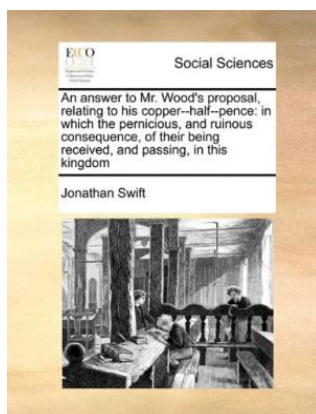 ECCO
Social Sciences
An answer to Mr. Wood's proposal,
relating to his copper--half--pence: in
which the pernicious, and ruinous
consequence, of their being
received, and passing, in this
kingdom
Jonathan Swift